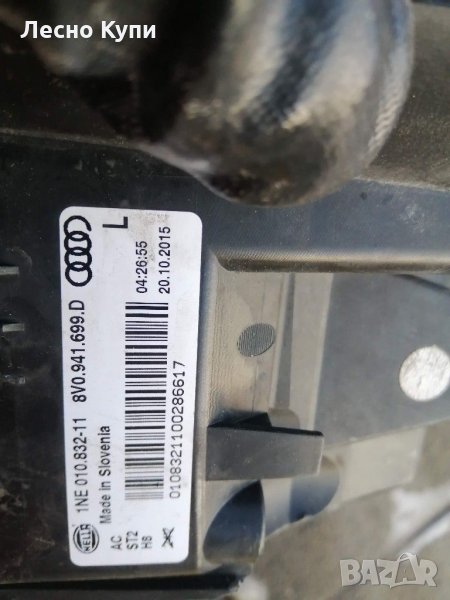 Лесно Купи
8V0.941.699.D
L
1NE 010.832-11
04:26:55
Made in Slovenia
20.10.2015
HELLA
AC
ST2
H8
0108321100286617
BAZAR